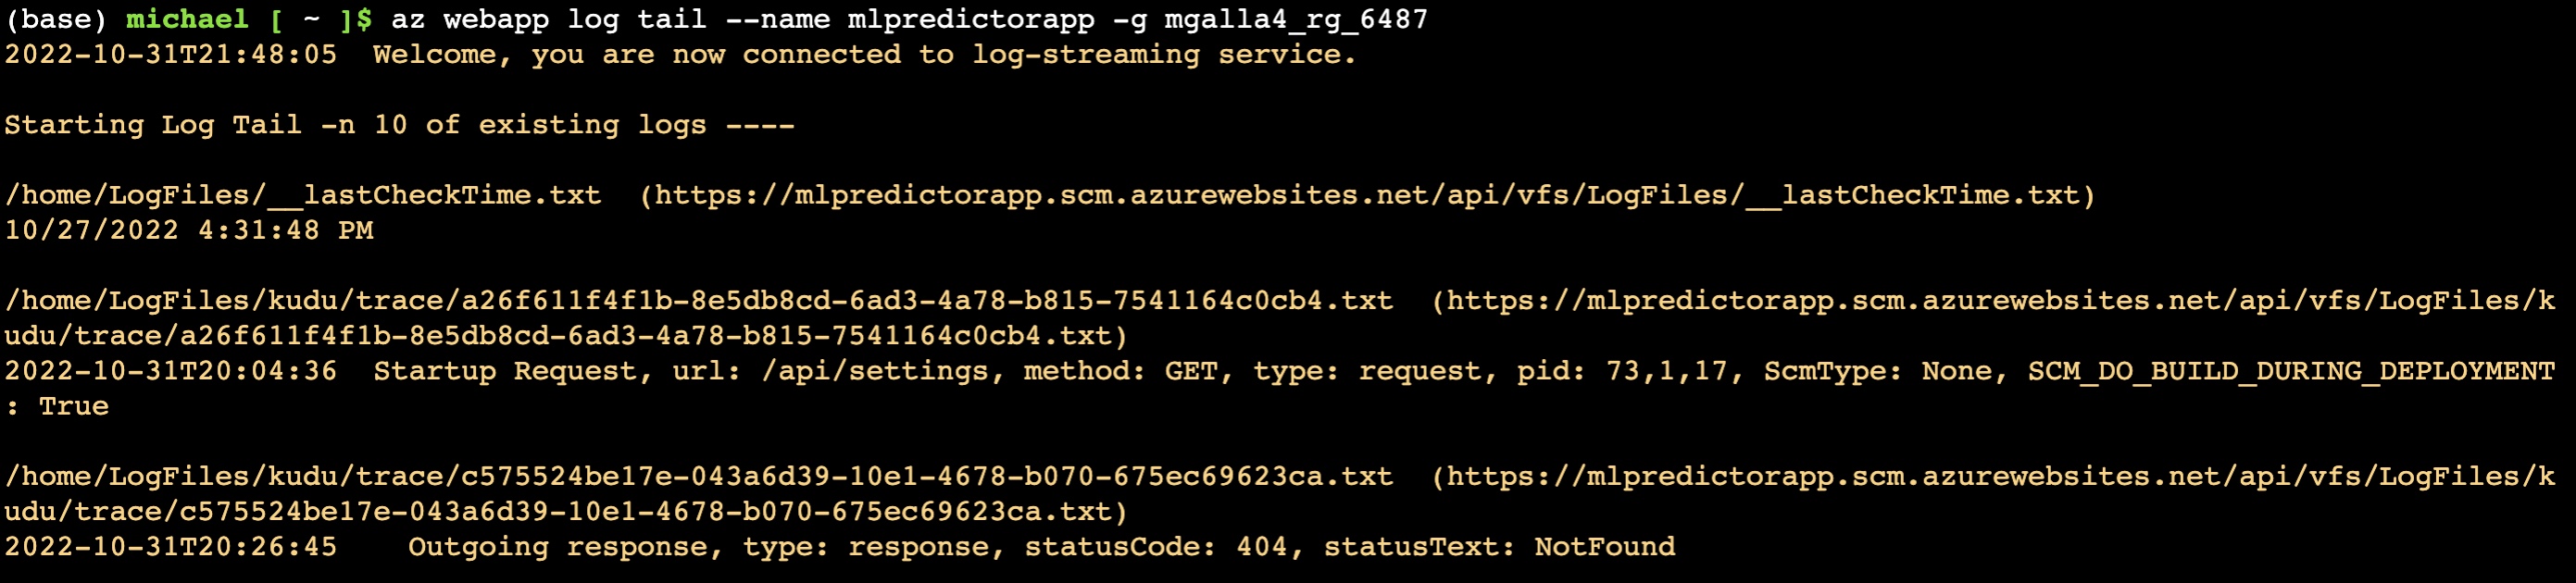 (base) michael [ ~ ]$ az webapp log tail --name mlpredictorapp -g mgalla4_rg_6487
2022-10-31T21:48:05  Welcome, you are now connected to log-streaming service.
Starting Log Tail -n 10 of existing logs ----
/home/LogFiles/__lastCheckTime.txt  (https://mlpredictorapp.scm.azurewebsites.net/api/vfs/LogFiles/__lastCheckTime.txt)
10/27/2022 4:31:48 PM
/home/LogFiles/kudu/trace/a26f611f4f1b-8e5db8cd-6ad3-4a78-b815-7541164c0cb4.txt  (https://mlpredictorapp.scm.azurewebsites.net/api/vfs/LogFiles/k
udu/trace/a26f611f4f1b-8e5db8cd-6ad3-4a78-b815-7541164c0cb4.txt)
2022-10-31T20:04:36  Startup Request, url: /api/settings, method: GET, type: request, pid: 73,1,17, ScmType: None, SCM_DO_BUILD_DURING_DEPLOYMENT
: True
/home/LogFiles/kudu/trace/c575524be17e-043a6d39-10e1-4678-b070-675ec69623ca.txt  (https://mlpredictorapp.scm.azurewebsites.net/api/vfs/LogFiles/k
udu/trace/c575524be17e-043a6d39-10e1-4678-b070-675ec69623ca.txt)
2022-10-31T20:26:45    Outgoing response, type: response, statusCode: 404, statusText: NotFound